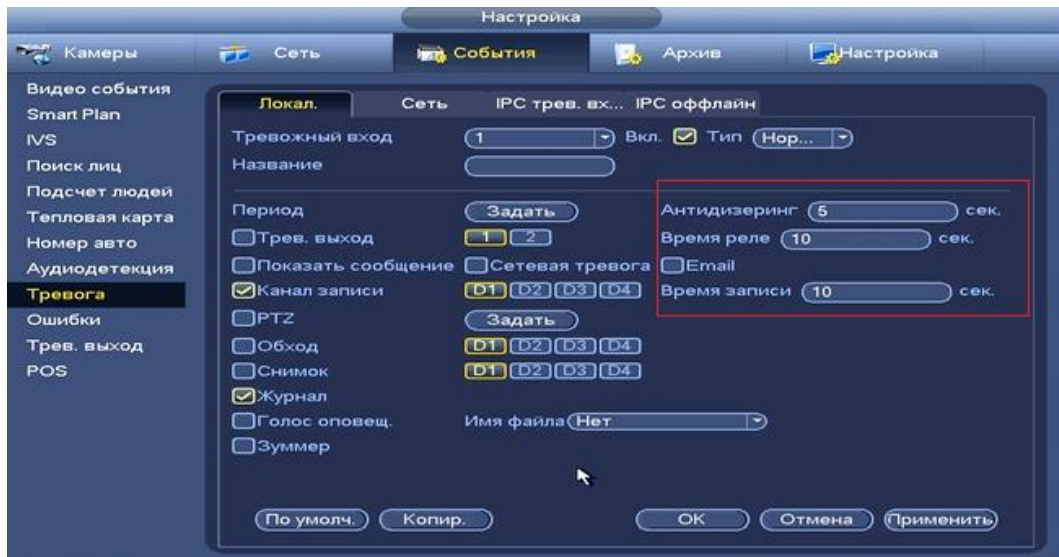 Настройка
Камеры Сеть События Архив Настройка
Видео события
Smart Plan
IVS
Поиск лиц
Подсчет людей
Тепловая карта
Номер авто
Аудиодетекция
Тревога
Ошибки
Трев. выход
POS
Локал. Сеть IPC трев. вх... IPC оффлайн
Тревожный вход 1 Вкл. Тип Нор...
Название
Период Задать Антидизеринг 5 сек.
Трев. выход 1 2 Время реле 10 сек.
Показать сообщение Сетевая тревога Email
Канал записи D1 D2 D3 D4 Время записи 10 сек.
PTZ Задать
Обход D1 D2 D3 D4
Снимок D1 D2 D3 D4
Журнал
Голос оповещ. Имя файла Нет
Зуммер
По умолч. Копир. OK Отмена Применить